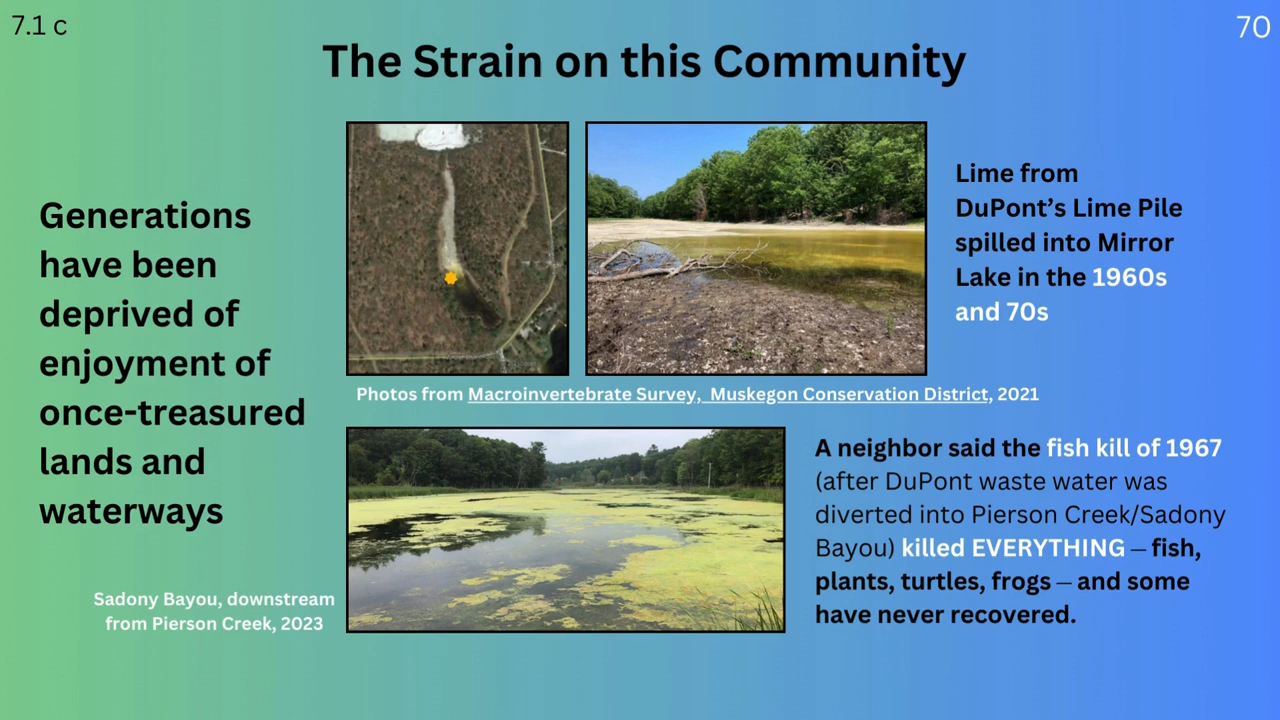 7.1 c
70
The Strain on this Community
Generations
have been
deprived of
enjoyment of
once-treasured
lands and
waterways
Lime from
DuPont’s Lime Pile
spilled into Mirror
Lake in the 1960s
and 70s
Photos from Macroinvertebrate Survey, Muskegon Conservation District, 2021
A neighbor said the fish kill of 1967
(after DuPont waste water was
diverted into Pierson Creek/Sadony
Bayou) killed EVERYTHING – fish,
plants, turtles, frogs – and some
have never recovered.
Sadony Bayou, downstream
from Pierson Creek, 2023